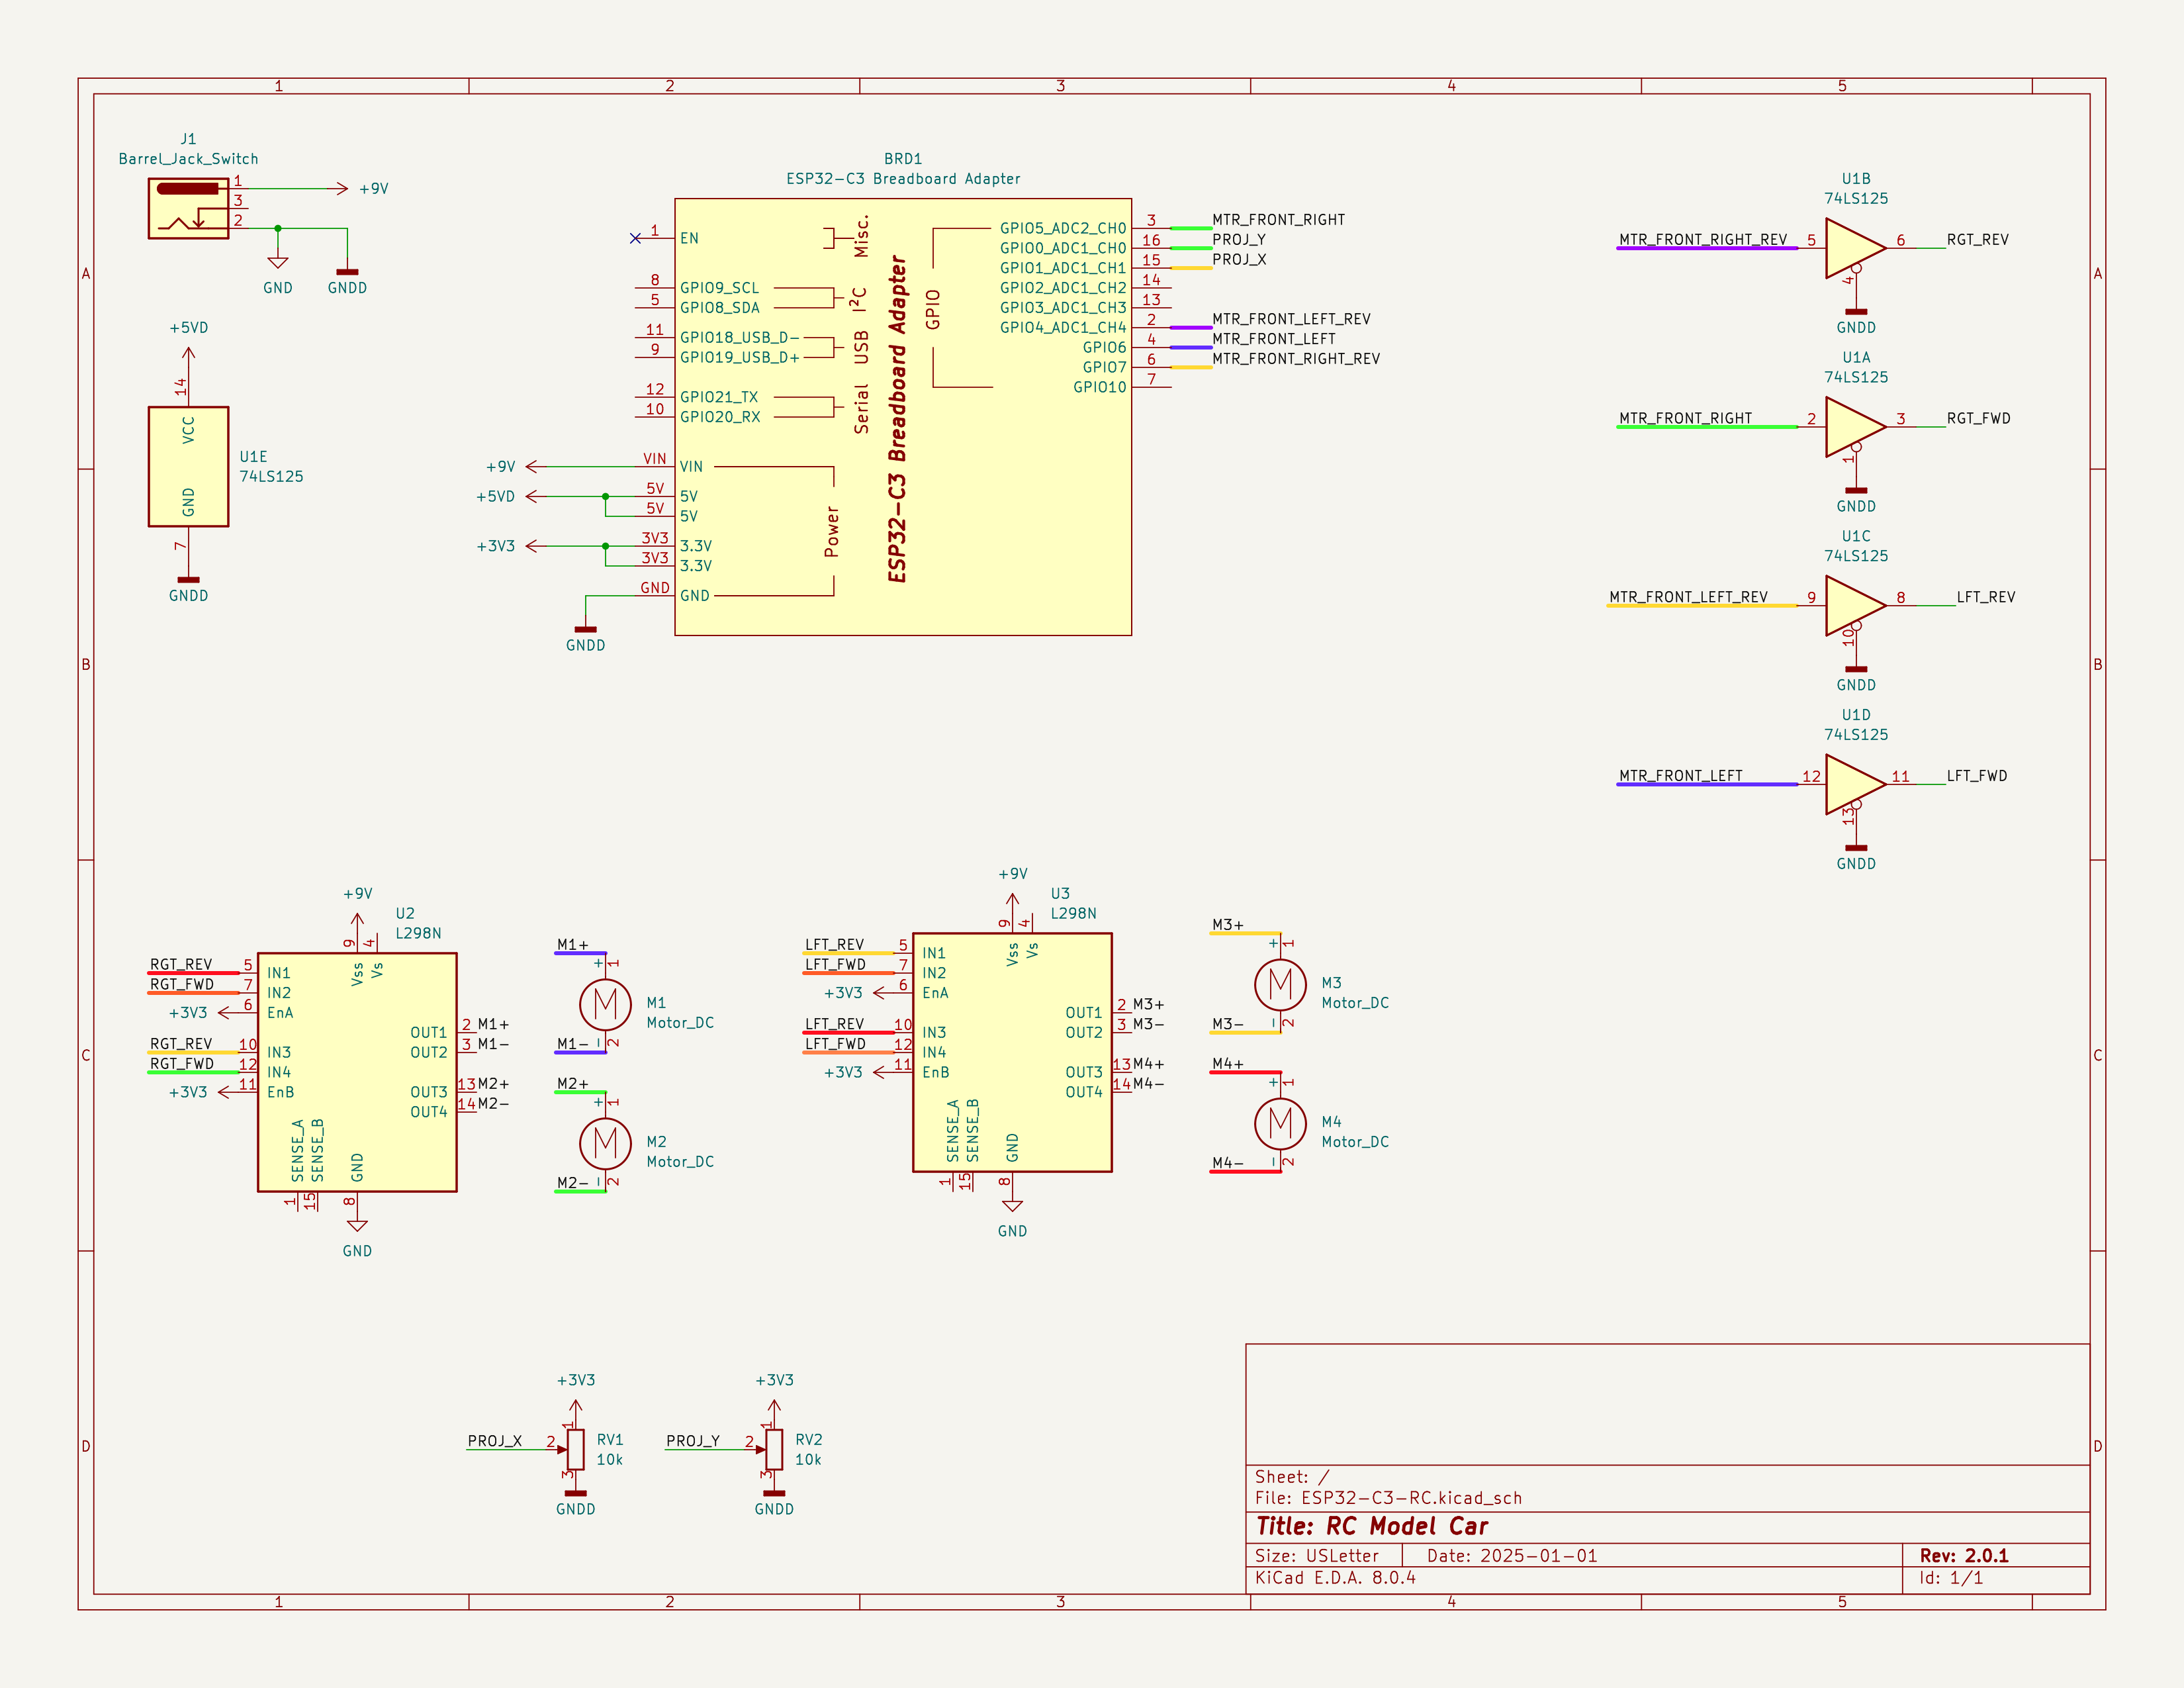 1 2 3 4 5
A B C D
J1
Barrel_Jack_Switch
1
3
2
+9V
GND
GNDD
+5VD
14
VCC
GND
7
U1E
74LS125
GNDD
BRD1
ESP32-C3 Breadboard Adapter
1 EN
8 GPIO9_SCL
5 GPIO8_SDA
11 GPIO18_USB_D-
9 GPIO19_USB_D+
12 GPIO21_TX
10 GPIO20_RX
+9V VIN VIN
+5VD 5V 5V
5V 5V
+3V3 3V3 3.3V
3V3 3.3V
GND GND
GNDD
Misc.
I²C
USB
Serial
Power
ESP32-C3 Breadboard Adapter
GPIO
GPIO5_ADC2_CH0 3 MTR_FRONT_RIGHT
GPIO0_ADC1_CH0 16 PROJ_Y
GPIO1_ADC1_CH1 15 PROJ_X
GPIO2_ADC1_CH2 14
GPIO3_ADC1_CH3 13
GPIO4_ADC1_CH4 2 MTR_FRONT_LEFT_REV
GPIO6 4 MTR_FRONT_LEFT
GPIO7 6 MTR_FRONT_RIGHT_REV
GPIO10 7
U1B
74LS125
MTR_FRONT_RIGHT_REV 5 6 RGT_REV
4
GNDD
U1A
74LS125
MTR_FRONT_RIGHT 2 3 RGT_FWD
1
GNDD
U1C
74LS125
MTR_FRONT_LEFT_REV 9 8 LFT_REV
10
GNDD
U1D
74LS125
MTR_FRONT_LEFT 12 11 LFT_FWD
13
GNDD
+9V
U2
L298N
9 4
Vss Vs
RGT_REV 5 IN1
RGT_FWD 7 IN2
+3V3 6 EnA
RGT_REV 10 IN3
RGT_FWD 12 IN4
+3V3 11 EnB
OUT1 2 M1+
OUT2 3 M1-
OUT3 13 M2+
OUT4 14 M2-
SENSE_A SENSE_B GND
1 15 8
GND
M1+
+ 1
M
M1
Motor_DC
M1- - 2
M2+
+ 1
M
M2
Motor_DC
M2- - 2
+9V
U3
L298N
9 4
Vss Vs
LFT_REV 5 IN1
LFT_FWD 7 IN2
+3V3 6 EnA
LFT_REV 10 IN3
LFT_FWD 12 IN4
+3V3 11 EnB
OUT1 2 M3+
OUT2 3 M3-
OUT3 13 M4+
OUT4 14 M4-
SENSE_A SENSE_B GND
1 15 8
GND
M3+
+ 1
M
M3
Motor_DC
M3- - 2
M4+
+ 1
M
M4
Motor_DC
M4- - 2
+3V3
1
PROJ_X 2
RV1
10k
3
GNDD
+3V3
1
PROJ_Y 2
RV2
10k
3
GNDD
Sheet: /
File: ESP32-C3-RC.kicad_sch
Title: RC Model Car
Size: USLetter Date: 2025-01-01 Rev: 2.0.1
KiCad E.D.A. 8.0.4 Id: 1/1
A B C D
1 2 3 4 5